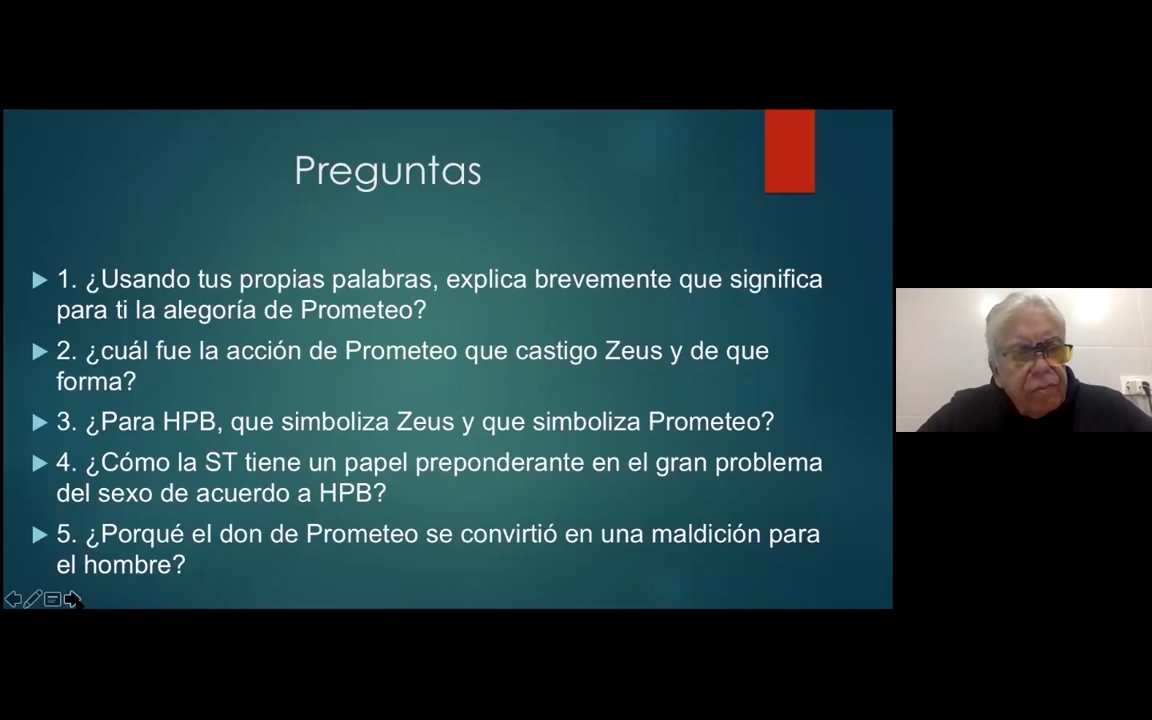 Preguntas
1. ¿Usando tus propias palabras, explica brevemente que significa
para ti la alegoría de Prometeo?
2. ¿cuál fue la acción de Prometeo que castigo Zeus y de que
forma?
3. ¿Para HPB, que simboliza Zeus y que simboliza Prometeo?
4. ¿Cómo la ST tiene un papel preponderante en el gran problema
del sexo de acuerdo a HPB?
5. ¿Porqué el don de Prometeo se convirtió en una maldición para
el hombre?